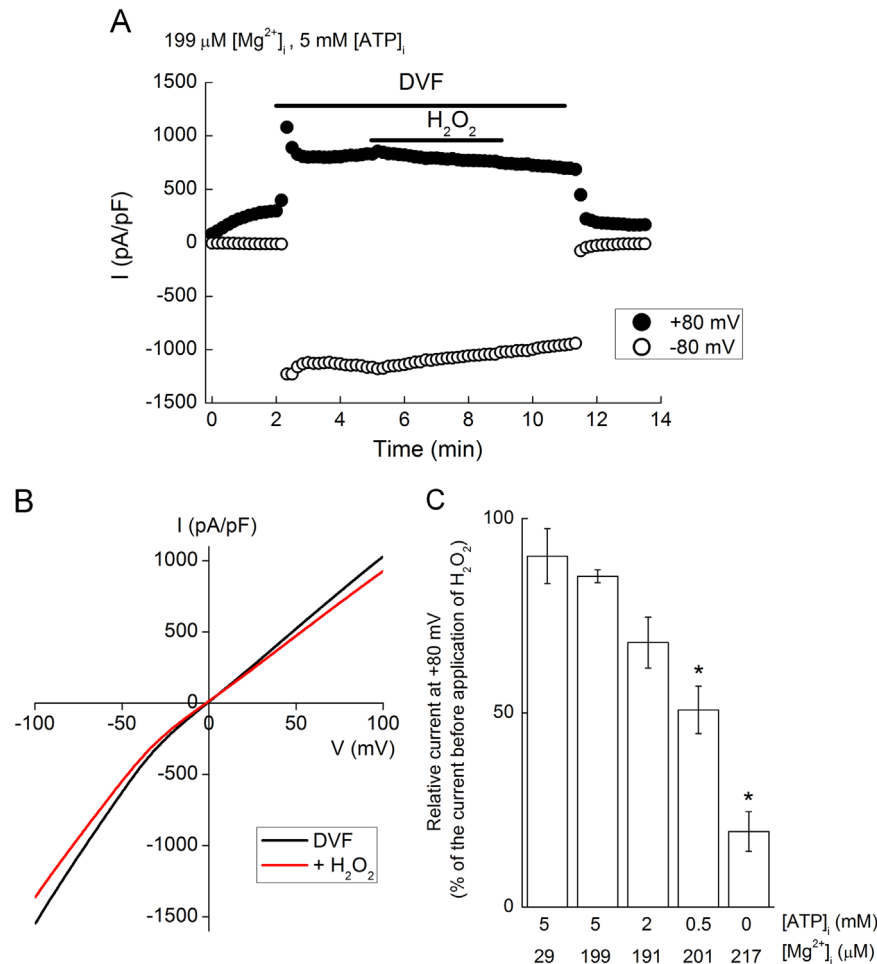 A
199 μM [Mg²⁺]ᵢ, 5 mM [ATP]ᵢ
DVF
H₂O₂
1500
1000
500
0
-500
-1000
-1500
I (pA/pF)
0 2 4 6 8 10 12 14
Time (min)
+80 mV
-80 mV
B
I (pA/pF)
1000
500
0
-100 -50 0 50 100
V (mV)
-500
-1000
-1500
DVF
+ H₂O₂
C
Relative current at +80 mV
(% of the current before application of H₂O₂)
100
50
0
* *
5 5 2 0.5 0 [ATP]ᵢ (mM)
29 199 191 201 217 [Mg²⁺]ᵢ (μM)